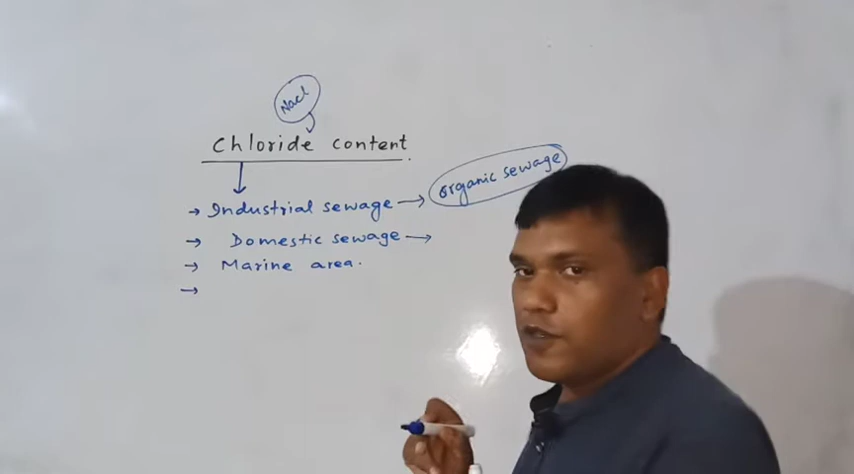 Nacl
Chloride content
→ Industrial sewage → organic sewage
→ Domestic sewage →
→ Marine area.
→